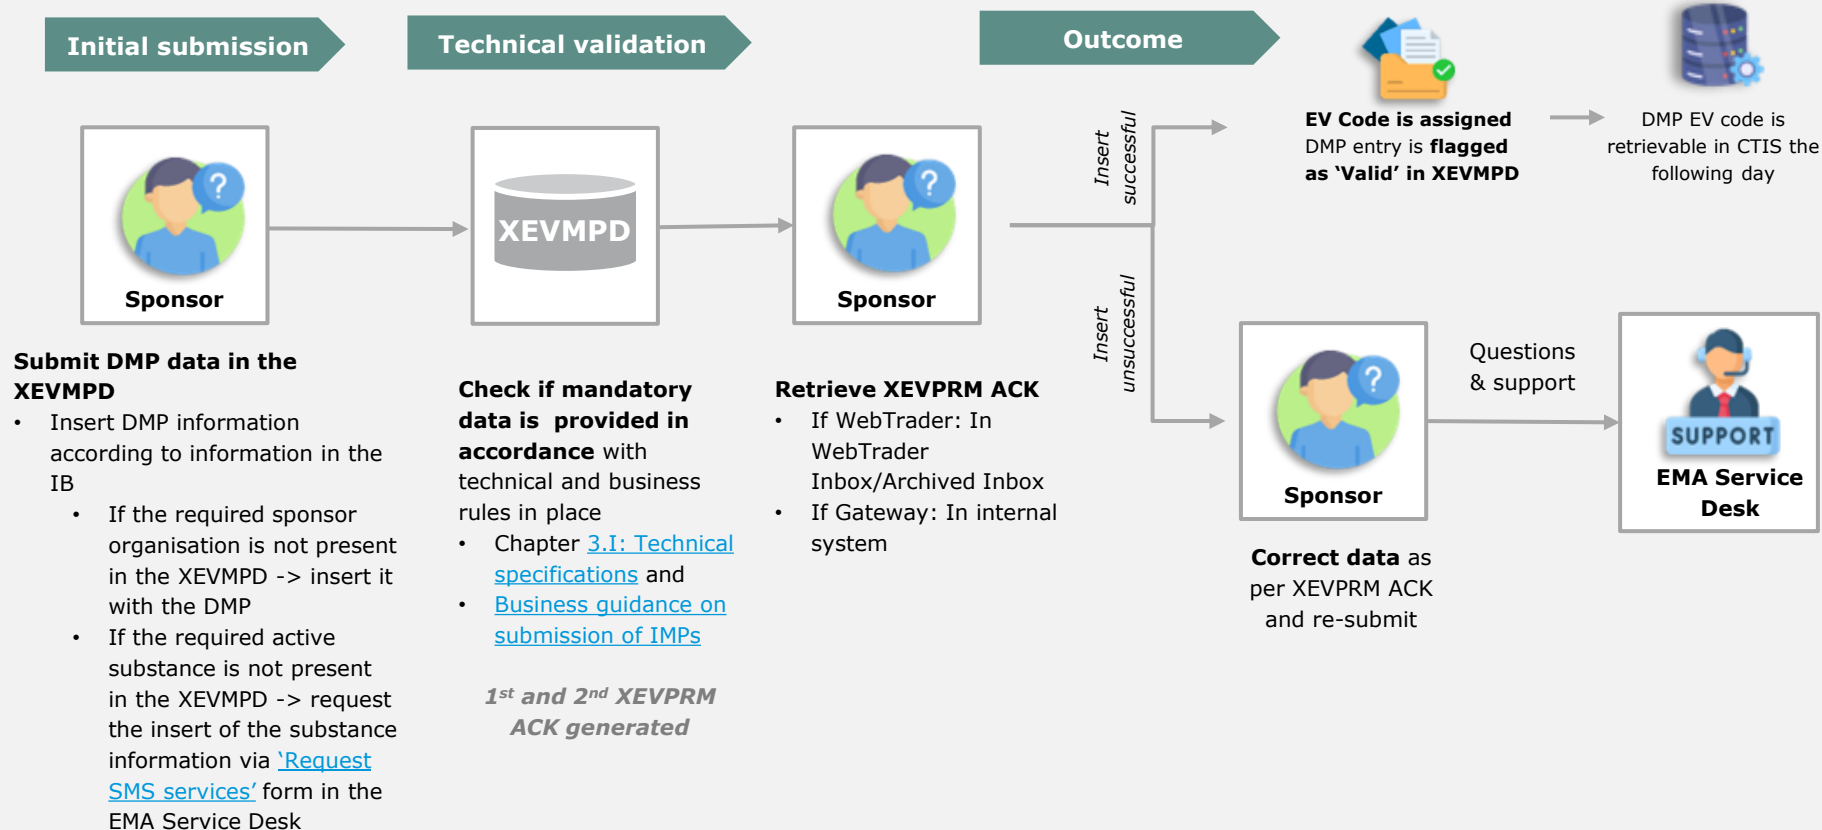 Initial submission
Technical validation
Outcome
XEVMPD
Sponsor
Sponsor
Insert
successful
Insert
unsuccessful
EV Code is assigned
DMP entry is flagged
as ‘Valid’ in XEVMPD
DMP EV code is
retrievable in CTIS the
following day
Submit DMP data in the
XEVMPD
• Insert DMP information
according to information in the
IB
• If the required sponsor
organisation is not present
in the XEVMPD -> insert it
with the DMP
• If the required active
substance is not present
in the XEVMPD -> request
the insert of the substance
information via ‘Request
SMS services’ form in the
EMA Service Desk
Check if mandatory
data is provided in
accordance with
technical and business
rules in place
• Chapter 3.I: Technical
specifications and
• Business guidance on
submission of IMPs
1st and 2nd XEVPRM
ACK generated
Retrieve XEVPRM ACK
• If WebTrader: In
WebTrader
Inbox/Archived Inbox
• If Gateway: In internal
system
Sponsor
Correct data as
per XEVPRM ACK
and re-submit
Questions
& support
SUPPORT
EMA Service
Desk